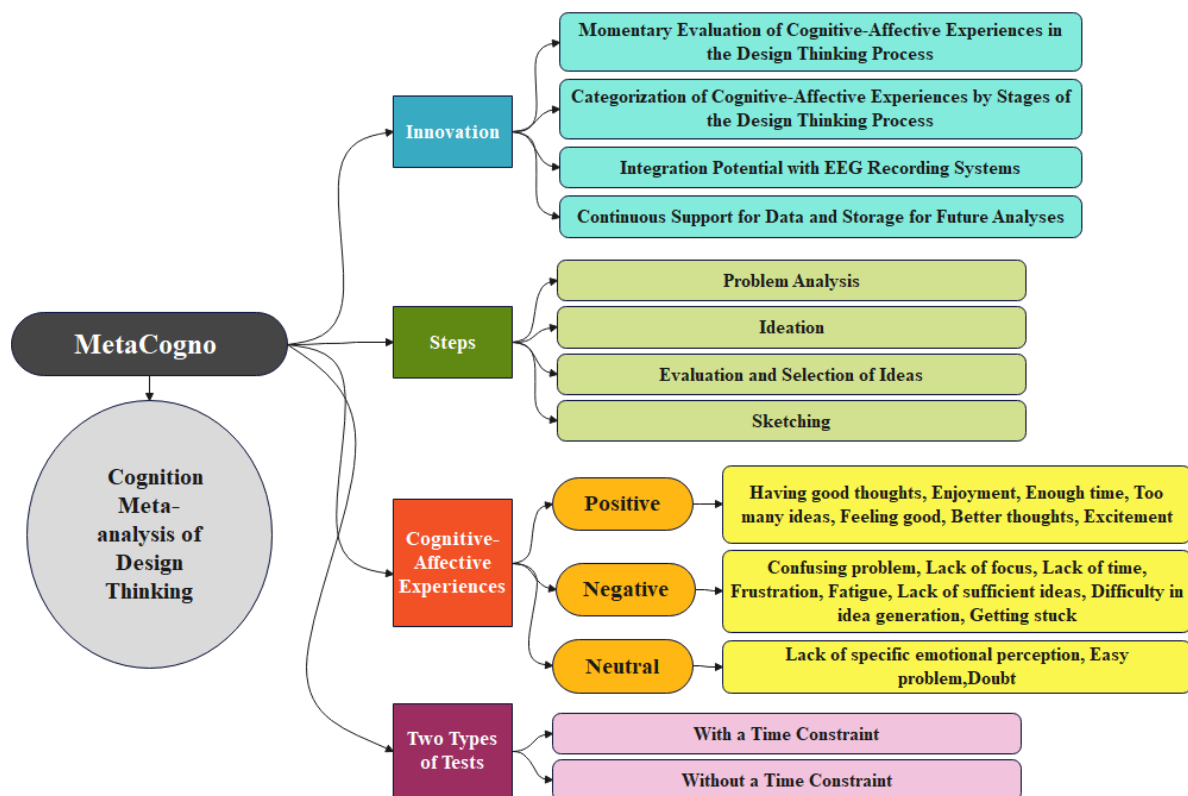 MetaCogno
Cognition
Meta-
analysis of
Design
Thinking
Innovation
Momentary Evaluation of Cognitive-Affective Experiences in
the Design Thinking Process
Categorization of Cognitive-Affective Experiences by Stages of
the Design Thinking Process
Integration Potential with EEG Recording Systems
Continuous Support for Data and Storage for Future Analyses
Steps
Problem Analysis
Ideation
Evaluation and Selection of Ideas
Sketching
Cognitive-
Affective
Experiences
Positive
Having good thoughts, Enjoyment, Enough time, Too
many ideas, Feeling good, Better thoughts, Excitement
Negative
Confusing problem, Lack of focus, Lack of time,
Frustration, Fatigue, Lack of sufficient ideas, Difficulty in
idea generation, Getting stuck
Neutral
Lack of specific emotional perception, Easy
problem,Doubt
Two Types
of Tests
With a Time Constraint
Without a Time Constraint